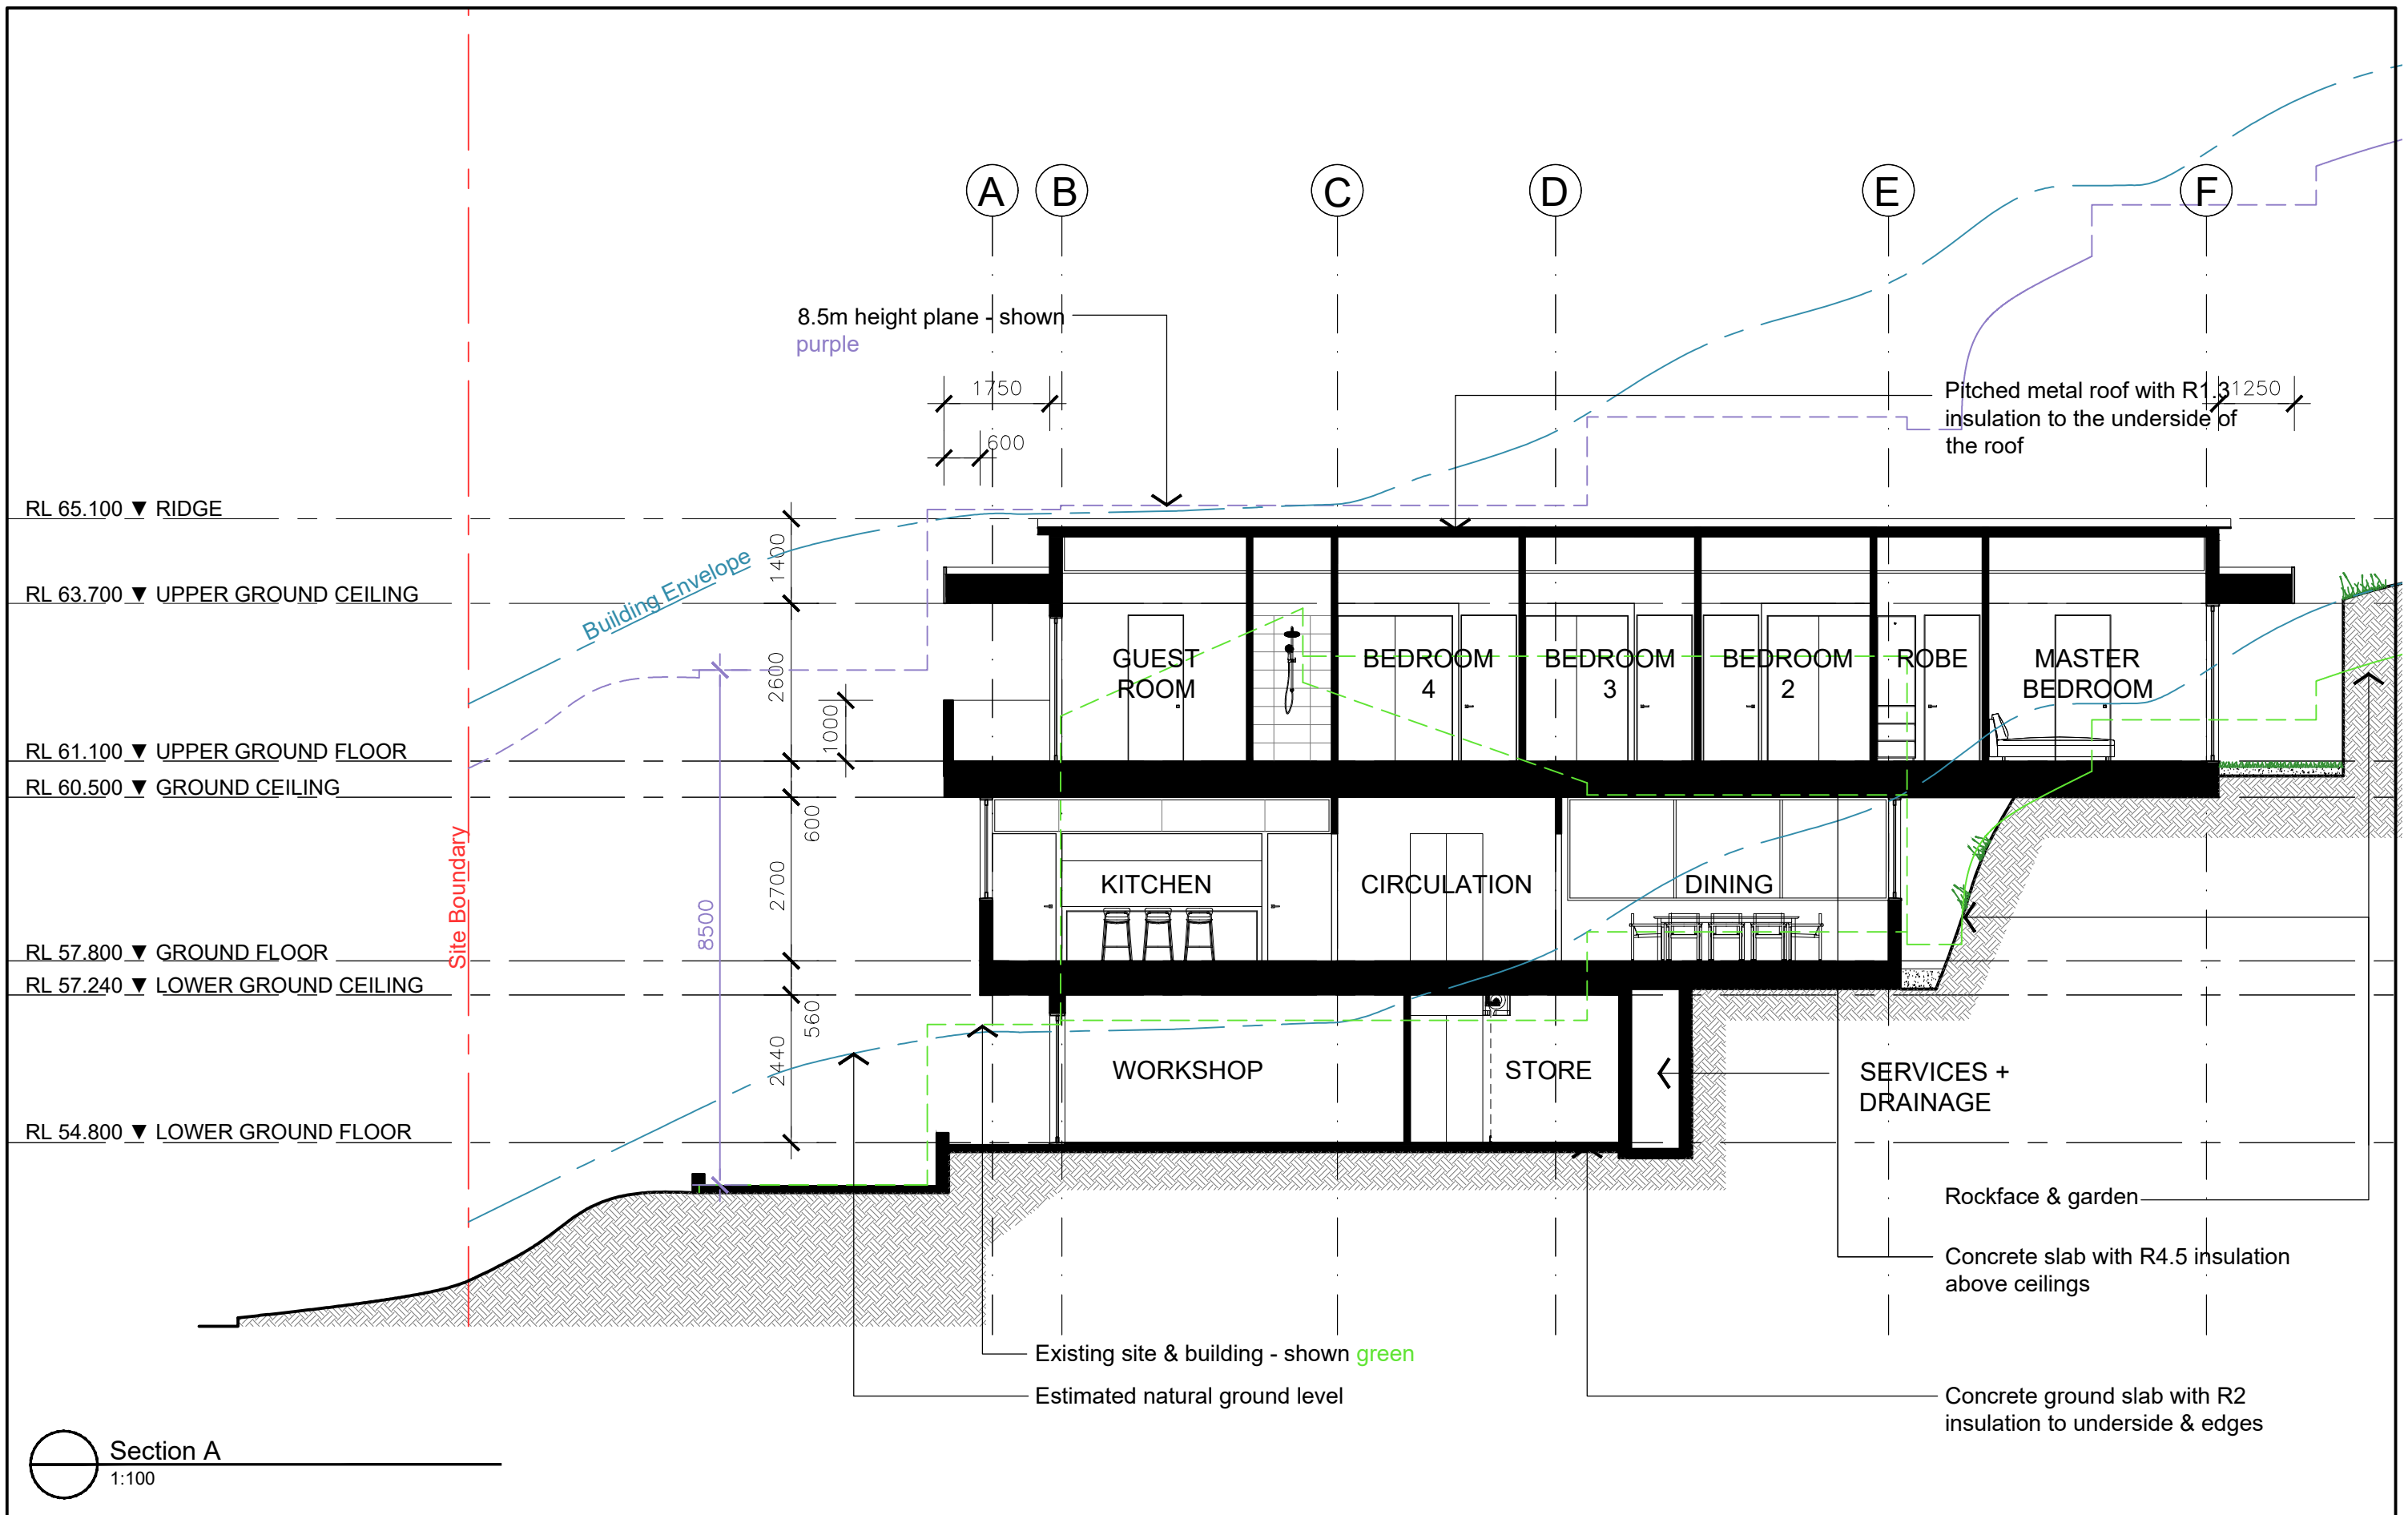 A
B
C
D
E
F
8.5m height plane - shown
purple
1750
600
Pitched metal roof with R1.3
insulation to the underside of
the roof
1250
RL 65.100 ▼ RIDGE
1400
Building Envelope
RL 63.700 ▼ UPPER GROUND CEILING
2600
1000
GUEST
ROOM
BEDROOM
4
BEDROOM
3
BEDROOM
2
ROBE
MASTER
BEDROOM
RL 61.100 ▼ UPPER GROUND FLOOR
RL 60.500 ▼ GROUND CEILING
600
Site Boundary
8500
2700
KITCHEN
CIRCULATION
DINING
RL 57.800 ▼ GROUND FLOOR
RL 57.240 ▼ LOWER GROUND CEILING
560
2440
WORKSHOP
STORE
SERVICES +
DRAINAGE
RL 54.800 ▼ LOWER GROUND FLOOR
Rockface & garden
Concrete slab with R4.5 insulation
above ceilings
Existing site & building - shown green
Estimated natural ground level
Concrete ground slab with R2
insulation to underside & edges
Section A
1:100